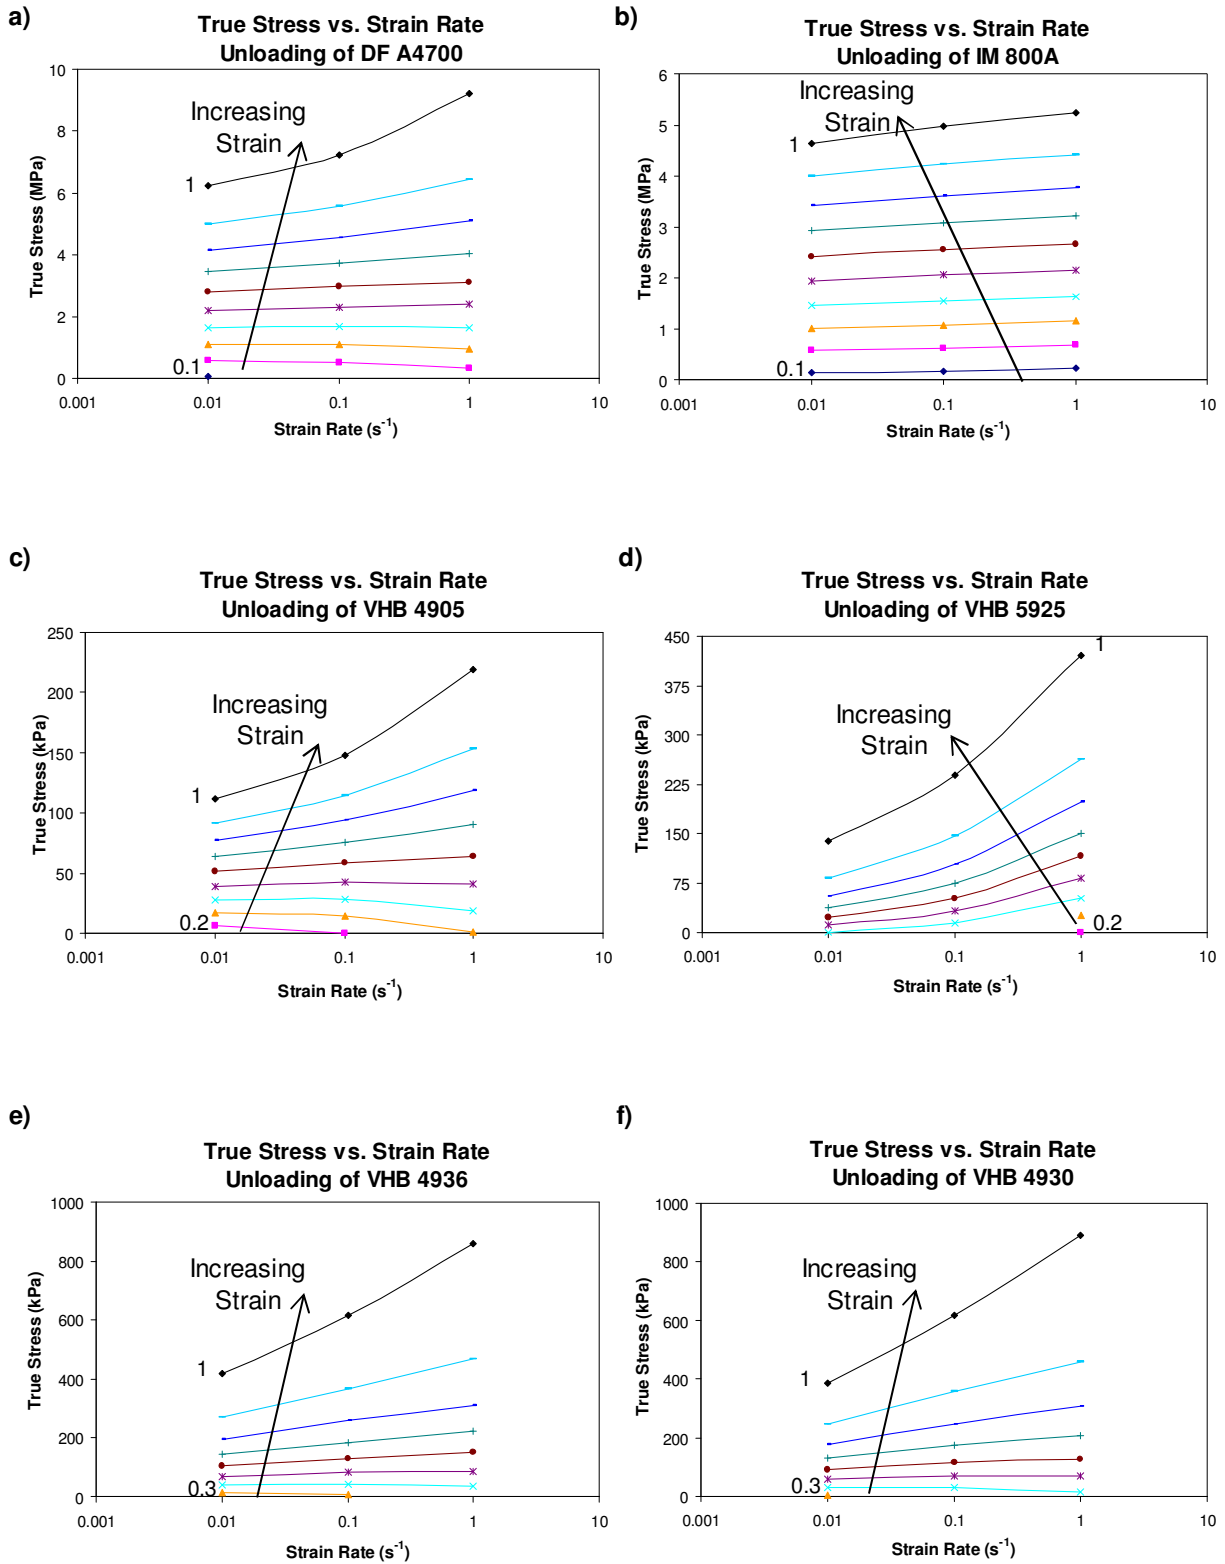 a)
True Stress vs. Strain Rate
Unloading of DF A4700
10
8
6
4
2
0
True Stress (MPa)
Increasing
Strain
1
0.1
0.001
0.01
0.1
1
10
Strain Rate (s⁻¹)
b)
True Stress vs. Strain Rate
Unloading of IM 800A
6
5
4
3
2
1
0
True Stress (MPa)
Increasing
Strain
1
0.1
0.001
0.01
0.1
1
10
Strain Rate (s⁻¹)
c)
True Stress vs. Strain Rate
Unloading of VHB 4905
250
200
150
100
50
0
True Stress (kPa)
Increasing
Strain
1
0.2
0.001
0.01
0.1
1
10
Strain Rate (s⁻¹)
d)
True Stress vs. Strain Rate
Unloading of VHB 5925
450
375
300
225
150
75
0
True Stress (kPa)
1
Increasing
Strain
0.2
0.001
0.01
0.1
1
10
Strain Rate (s⁻¹)
e)
True Stress vs. Strain Rate
Unloading of VHB 4936
1000
800
600
400
200
0
True Stress (kPa)
Increasing
Strain
1
0.3
0.001
0.01
0.1
1
10
Strain Rate (s⁻¹)
f)
True Stress vs. Strain Rate
Unloading of VHB 4930
1000
800
600
400
200
0
True Stress (kPa)
Increasing
Strain
1
0.3
0.001
0.01
0.1
1
10
Strain Rate (s⁻¹)